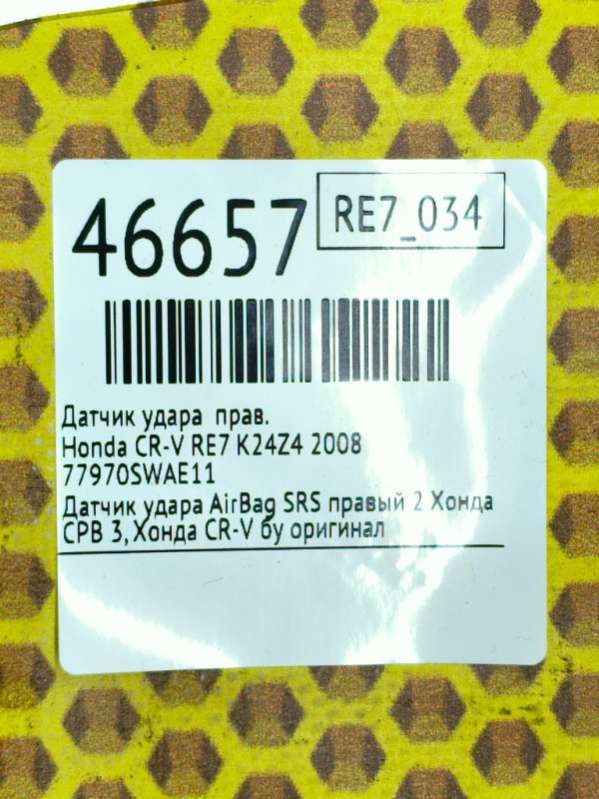 46657
RE7_034
Датчик удара прав.
Honda CR-V RE7 K24Z4 2008
77970SWAE11
Датчик удара AirBag SRS правый 2 Хонда
СРВ 3, Хонда CR-V бу оригинал